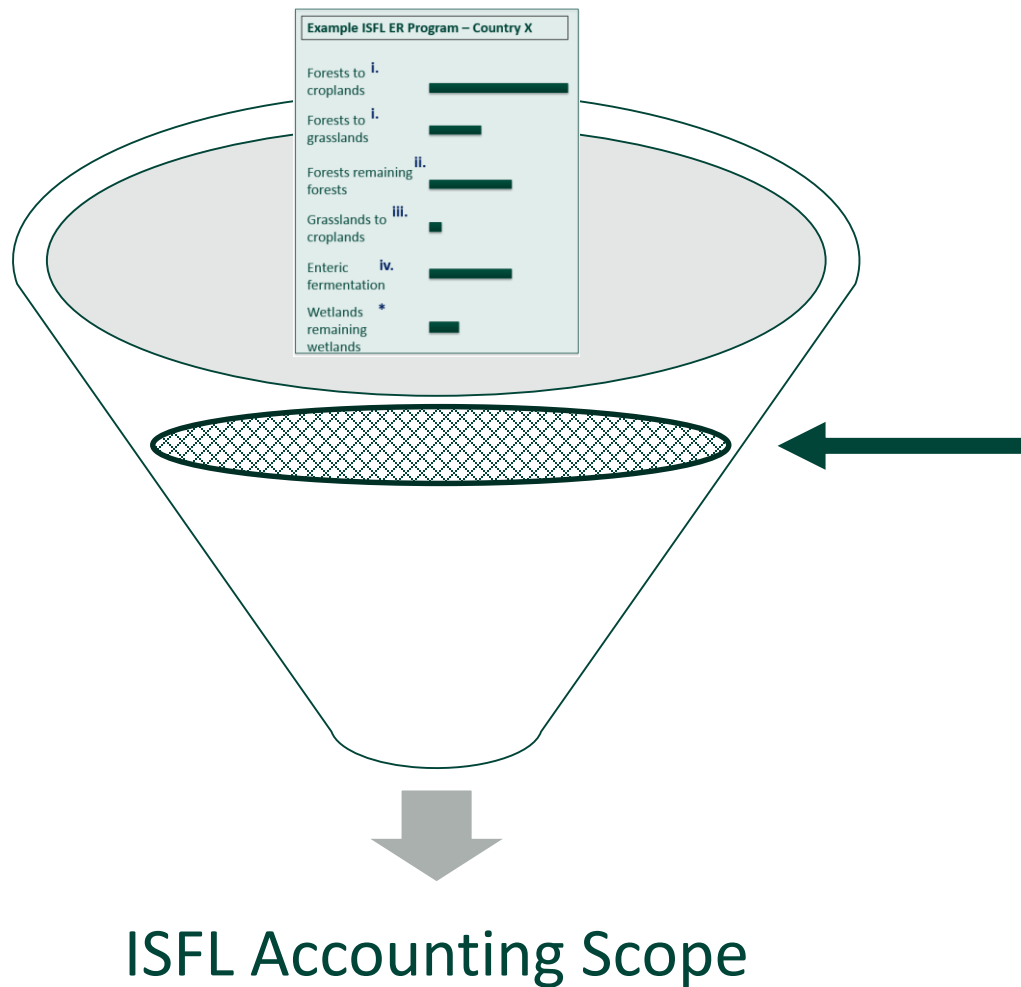 Example ISFL ER Program – Country X
Forests to i.
croplands
Forests to i.
grasslands
Forests remaining ii.
forests
Grasslands to iii.
croplands
Enteric iv.
fermentation
Wetlands *
remaining
wetlands
ISFL Accounting Scope